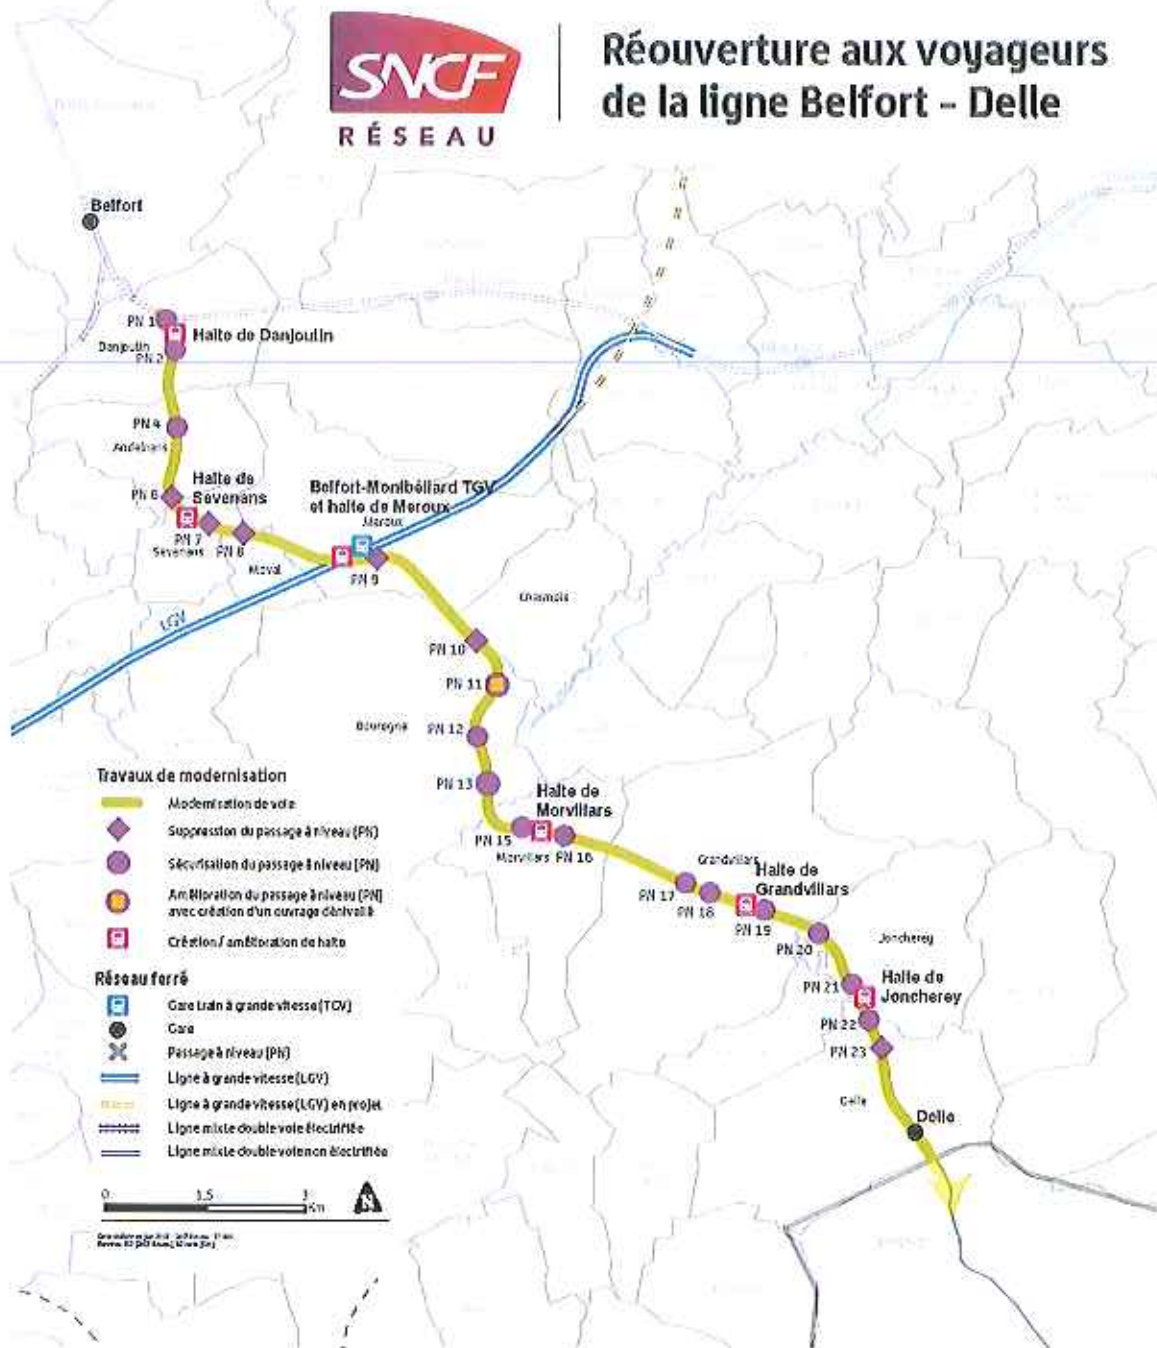 SNCF
RÉSEAU
Réouverture aux voyageurs
de la ligne Belfort - Delle
Belfort
PN 1
Halte de Danjoutin
Danjoutin
PN 2
PN 4
Andelnans
PN 6
Halte de
Sevenans
PN 7
Sevenans
PN 8
Moval
Belfort-Montbéliard TGV
et halte de Meroux
Meroux
PN 9
LGV
PN 10
PN 11
Bourogne
PN 12
PN 13
Halte de
Morvillars
PN 15
Morvillars
PN 16
Grandvillars
Halte de
Grandvillars
PN 17
PN 18
PN 19
PN 20
Joncherey
PN 21
Halte de
Joncherey
PN 22
PN 23
Delle
Delle
Travaux de modernisation
Modernisation de voie
Suppression du passage à niveau (PN)
Sécurisation du passage à niveau (PN)
Amélioration du passage à niveau (PN)
avec création d'un ouvrage dénivelé
Création / amélioration de halte
Réseau ferré
Gare train à grande vitesse (TGV)
Gare
Passage à niveau (PN)
Ligne à grande vitesse (LGV)
Ligne à grande vitesse (LGV) en projet
Ligne mixte double voie électrifiée
Ligne mixte double voie non électrifiée
0 1,5 3
Km
N